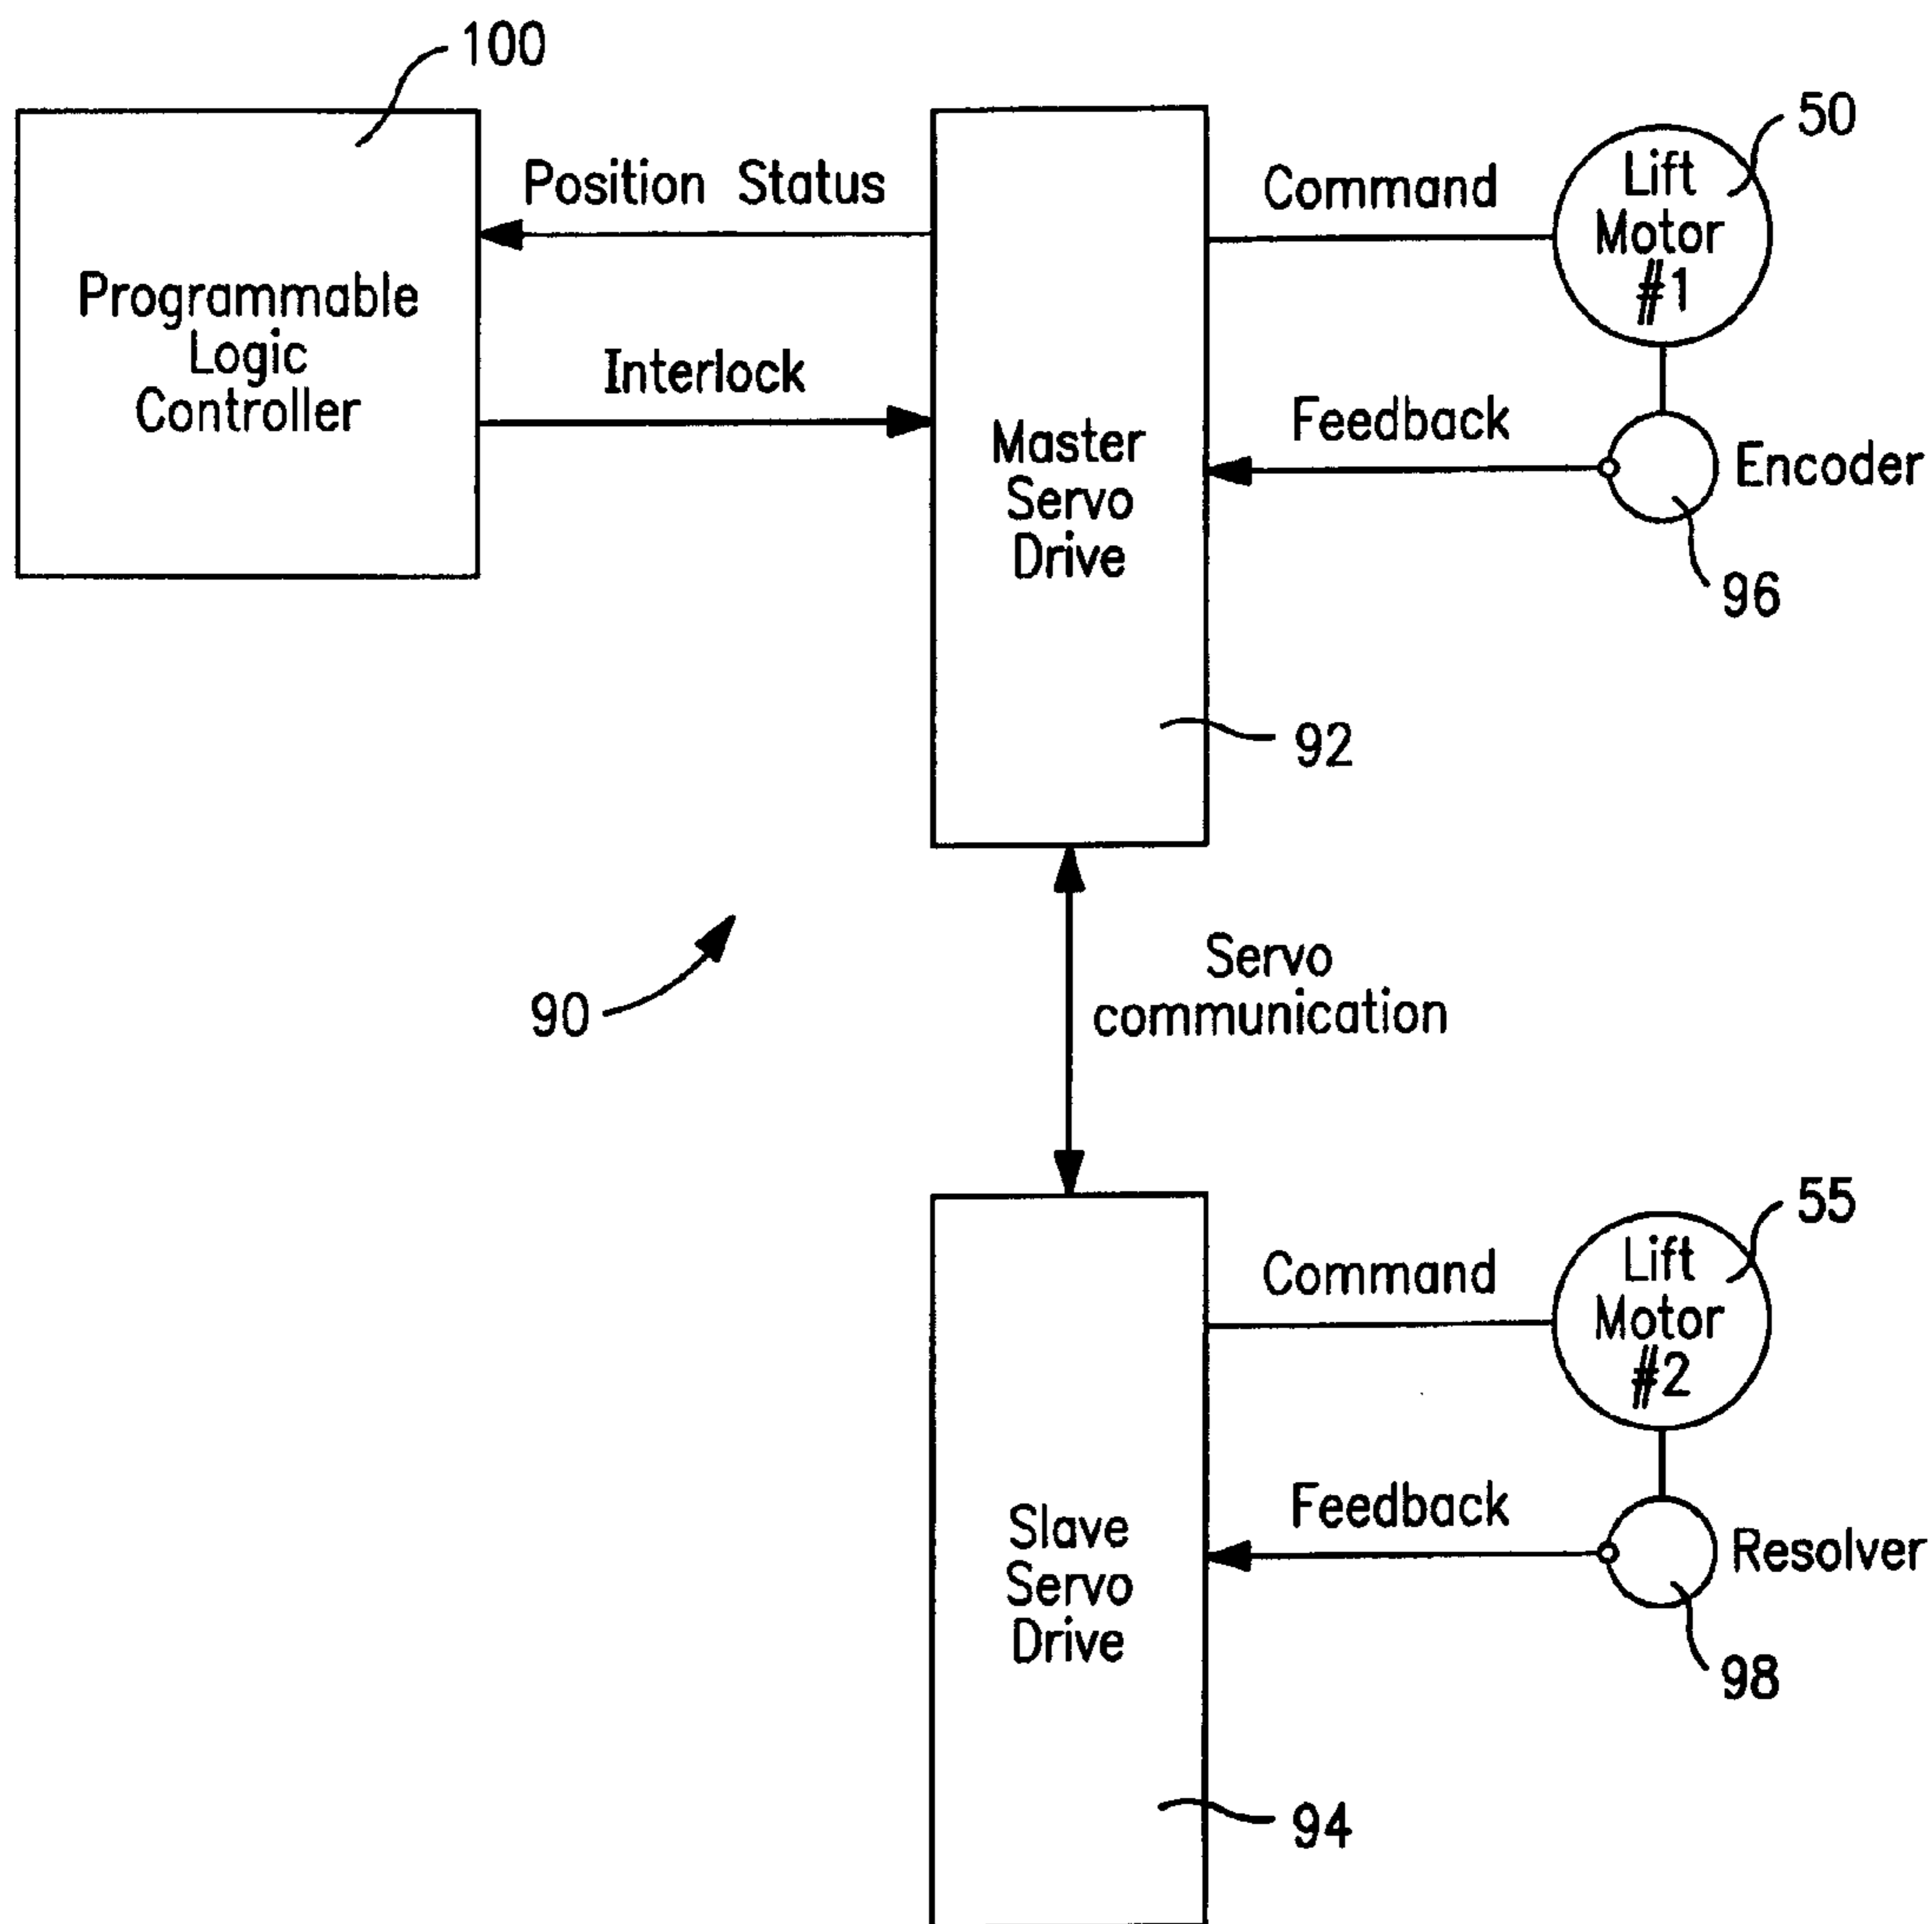 100
Programmable
Logic
Controller
Position Status
Interlock
Master
Servo
Drive
92
Command
Lift
Motor
#1
50
Feedback
Encoder
96
90
Servo
communication
Slave
Servo
Drive
94
Command
Lift
Motor
#2
55
Feedback
Resolver
98